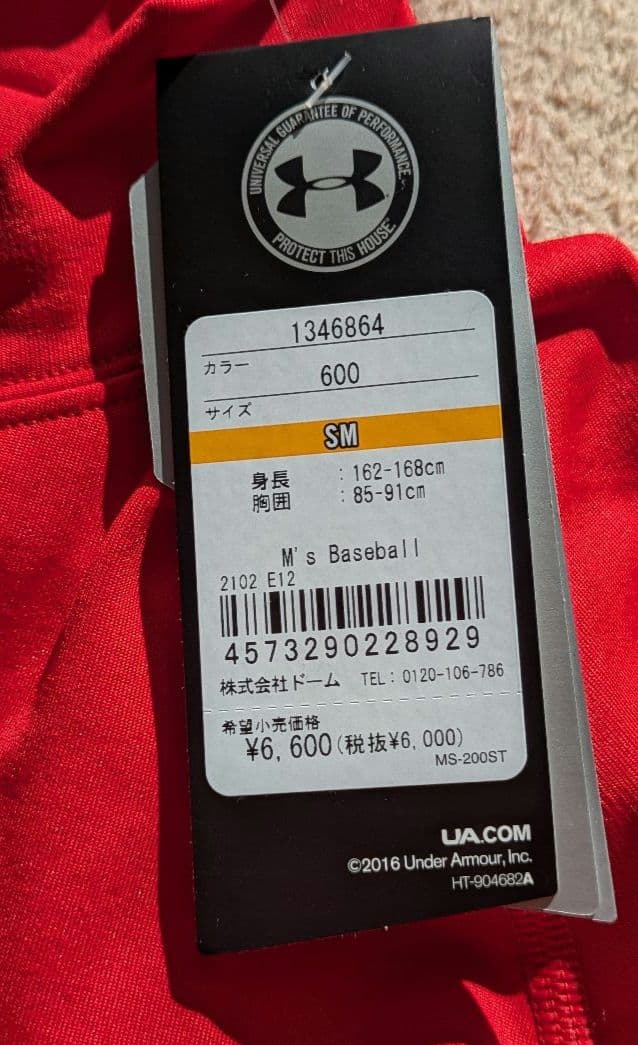 UNIVERSAL GUARANTEE OF PERFORMANCE.
PROTECT THIS HOUSE
1346864
カラー
600
サイズ
SM
身長 : 162-168cm
胸囲 : 85-91cm
M's Baseball
2102 E12
4573290228929
株式会社ドーム TEL: 0120-106-786
希望小売価格
¥6,600(税抜¥6,000)
MS-200ST
UA.COM
©2016 Under Armour, Inc.
HT-904682A